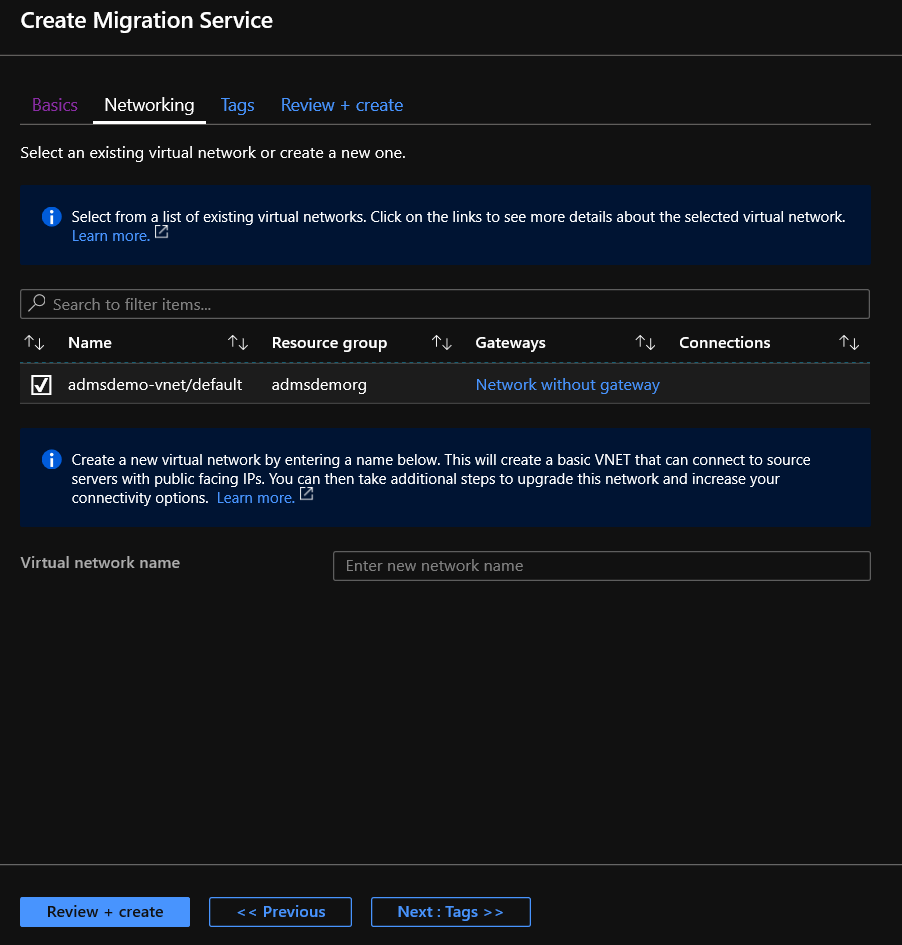 Create Migration Service
Basics Networking Tags Review + create
Select an existing virtual network or create a new one.
Select from a list of existing virtual networks. Click on the links to see more details about the selected virtual network.
Learn more.
Search to filter items...
Name Resource group Gateways Connections
admsdemo-vnet/default admsdemorg Network without gateway
Create a new virtual network by entering a name below. This will create a basic VNET that can connect to source
servers with public facing IPs. You can then take additional steps to upgrade this network and increase your
connectivity options. Learn more.
Virtual network name Enter new network name
Review + create << Previous Next : Tags >>